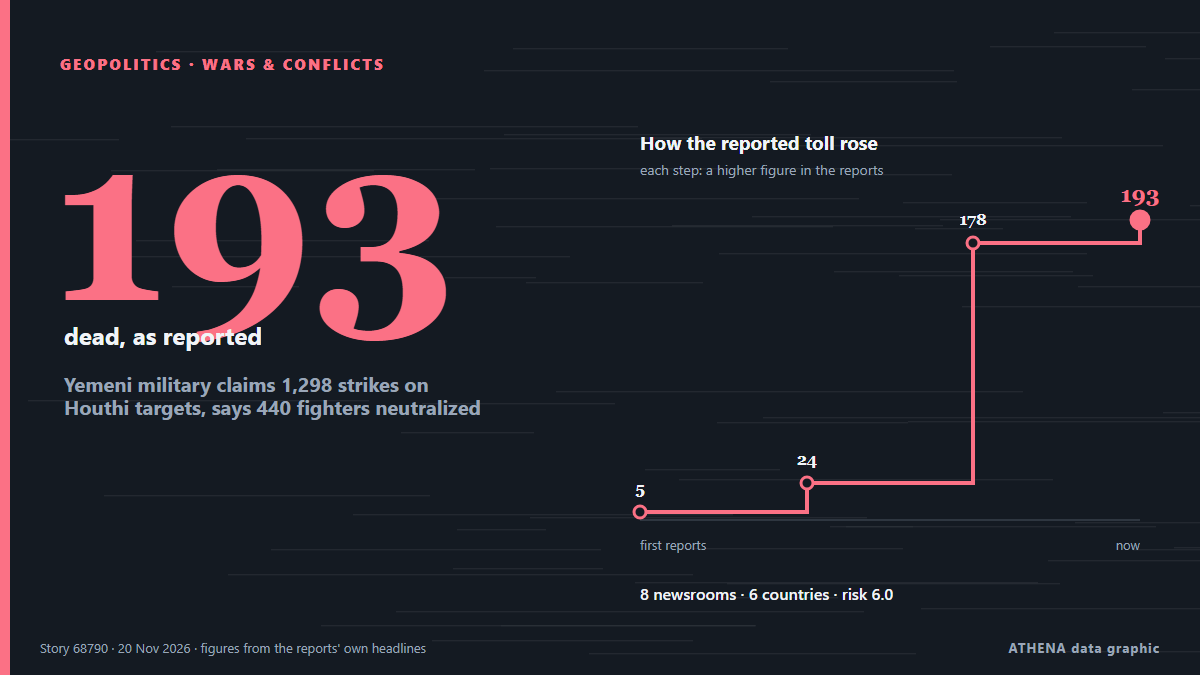 GEOPOLITICS · WARS & CONFLICTS
193
dead, as reported
Yemeni military claims 1,298 strikes on
Houthi targets, says 440 fighters neutralized
How the reported toll rose
each step: a higher figure in the reports
193
178
24
5
first reports
now
8 newsrooms · 6 countries · risk 6.0
Story 68790 · 20 Nov 2026 · figures from the reports' own headlines
ATHENA data graphic